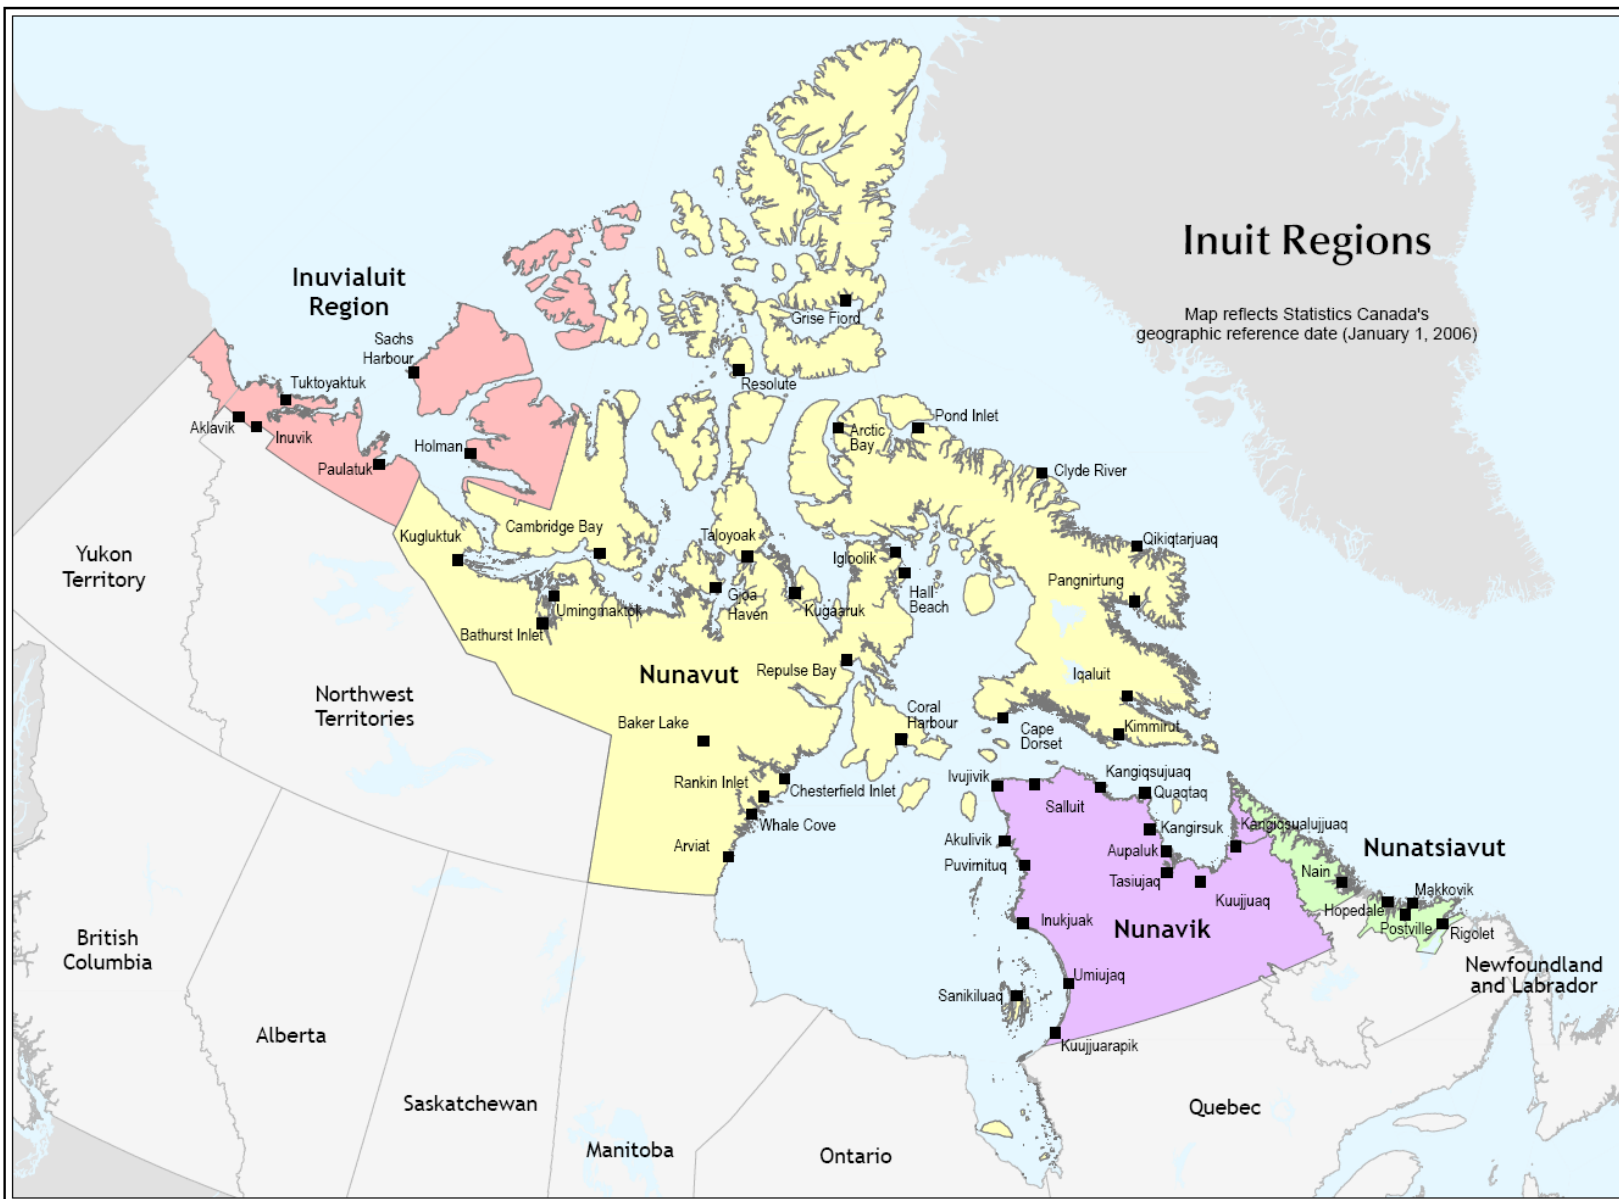 Inuit Regions
Map reflects Statistics Canada's
geographic reference date (January 1, 2006)
Inuvialuit
Region
Sachs
Harbour
Tuktoyaktuk
Aklavik
Inuvik
Paulatuk
Holman
Grise Fiord
Resolute
Arctic
Bay
Pond Inlet
Clyde River
Qikiqtarjuaq
Pangnirtung
Kugluktuk
Cambridge Bay
Taloyoak
Igloolik
Hall
Beach
Umingmaktok
Bathurst Inlet
Gjoa
Haven
Kugaaruk
Nunavut
Repulse Bay
Iqaluit
Kimmirut
Cape
Dorset
Coral
Harbour
Baker Lake
Rankin Inlet
Chesterfield Inlet
Whale Cove
Arviat
Yukon
Territory
Northwest
Territories
Ivujivik
Salluit
Kangiqsujuaq
Quaqtaq
Akulivik
Kangirsuk
Puvirnituq
Aupaluk
Tasiujaq
Kangiqsualujjuaq
Kuujjuaq
Inukjuak
Nunavik
Umiujaq
Sanikiluaq
Kuujjuarapik
Nunatsiavut
Nain
Makkovik
Hopedale
Postville
Rigolet
Newfoundland
and Labrador
British
Columbia
Alberta
Saskatchewan
Manitoba
Ontario
Quebec